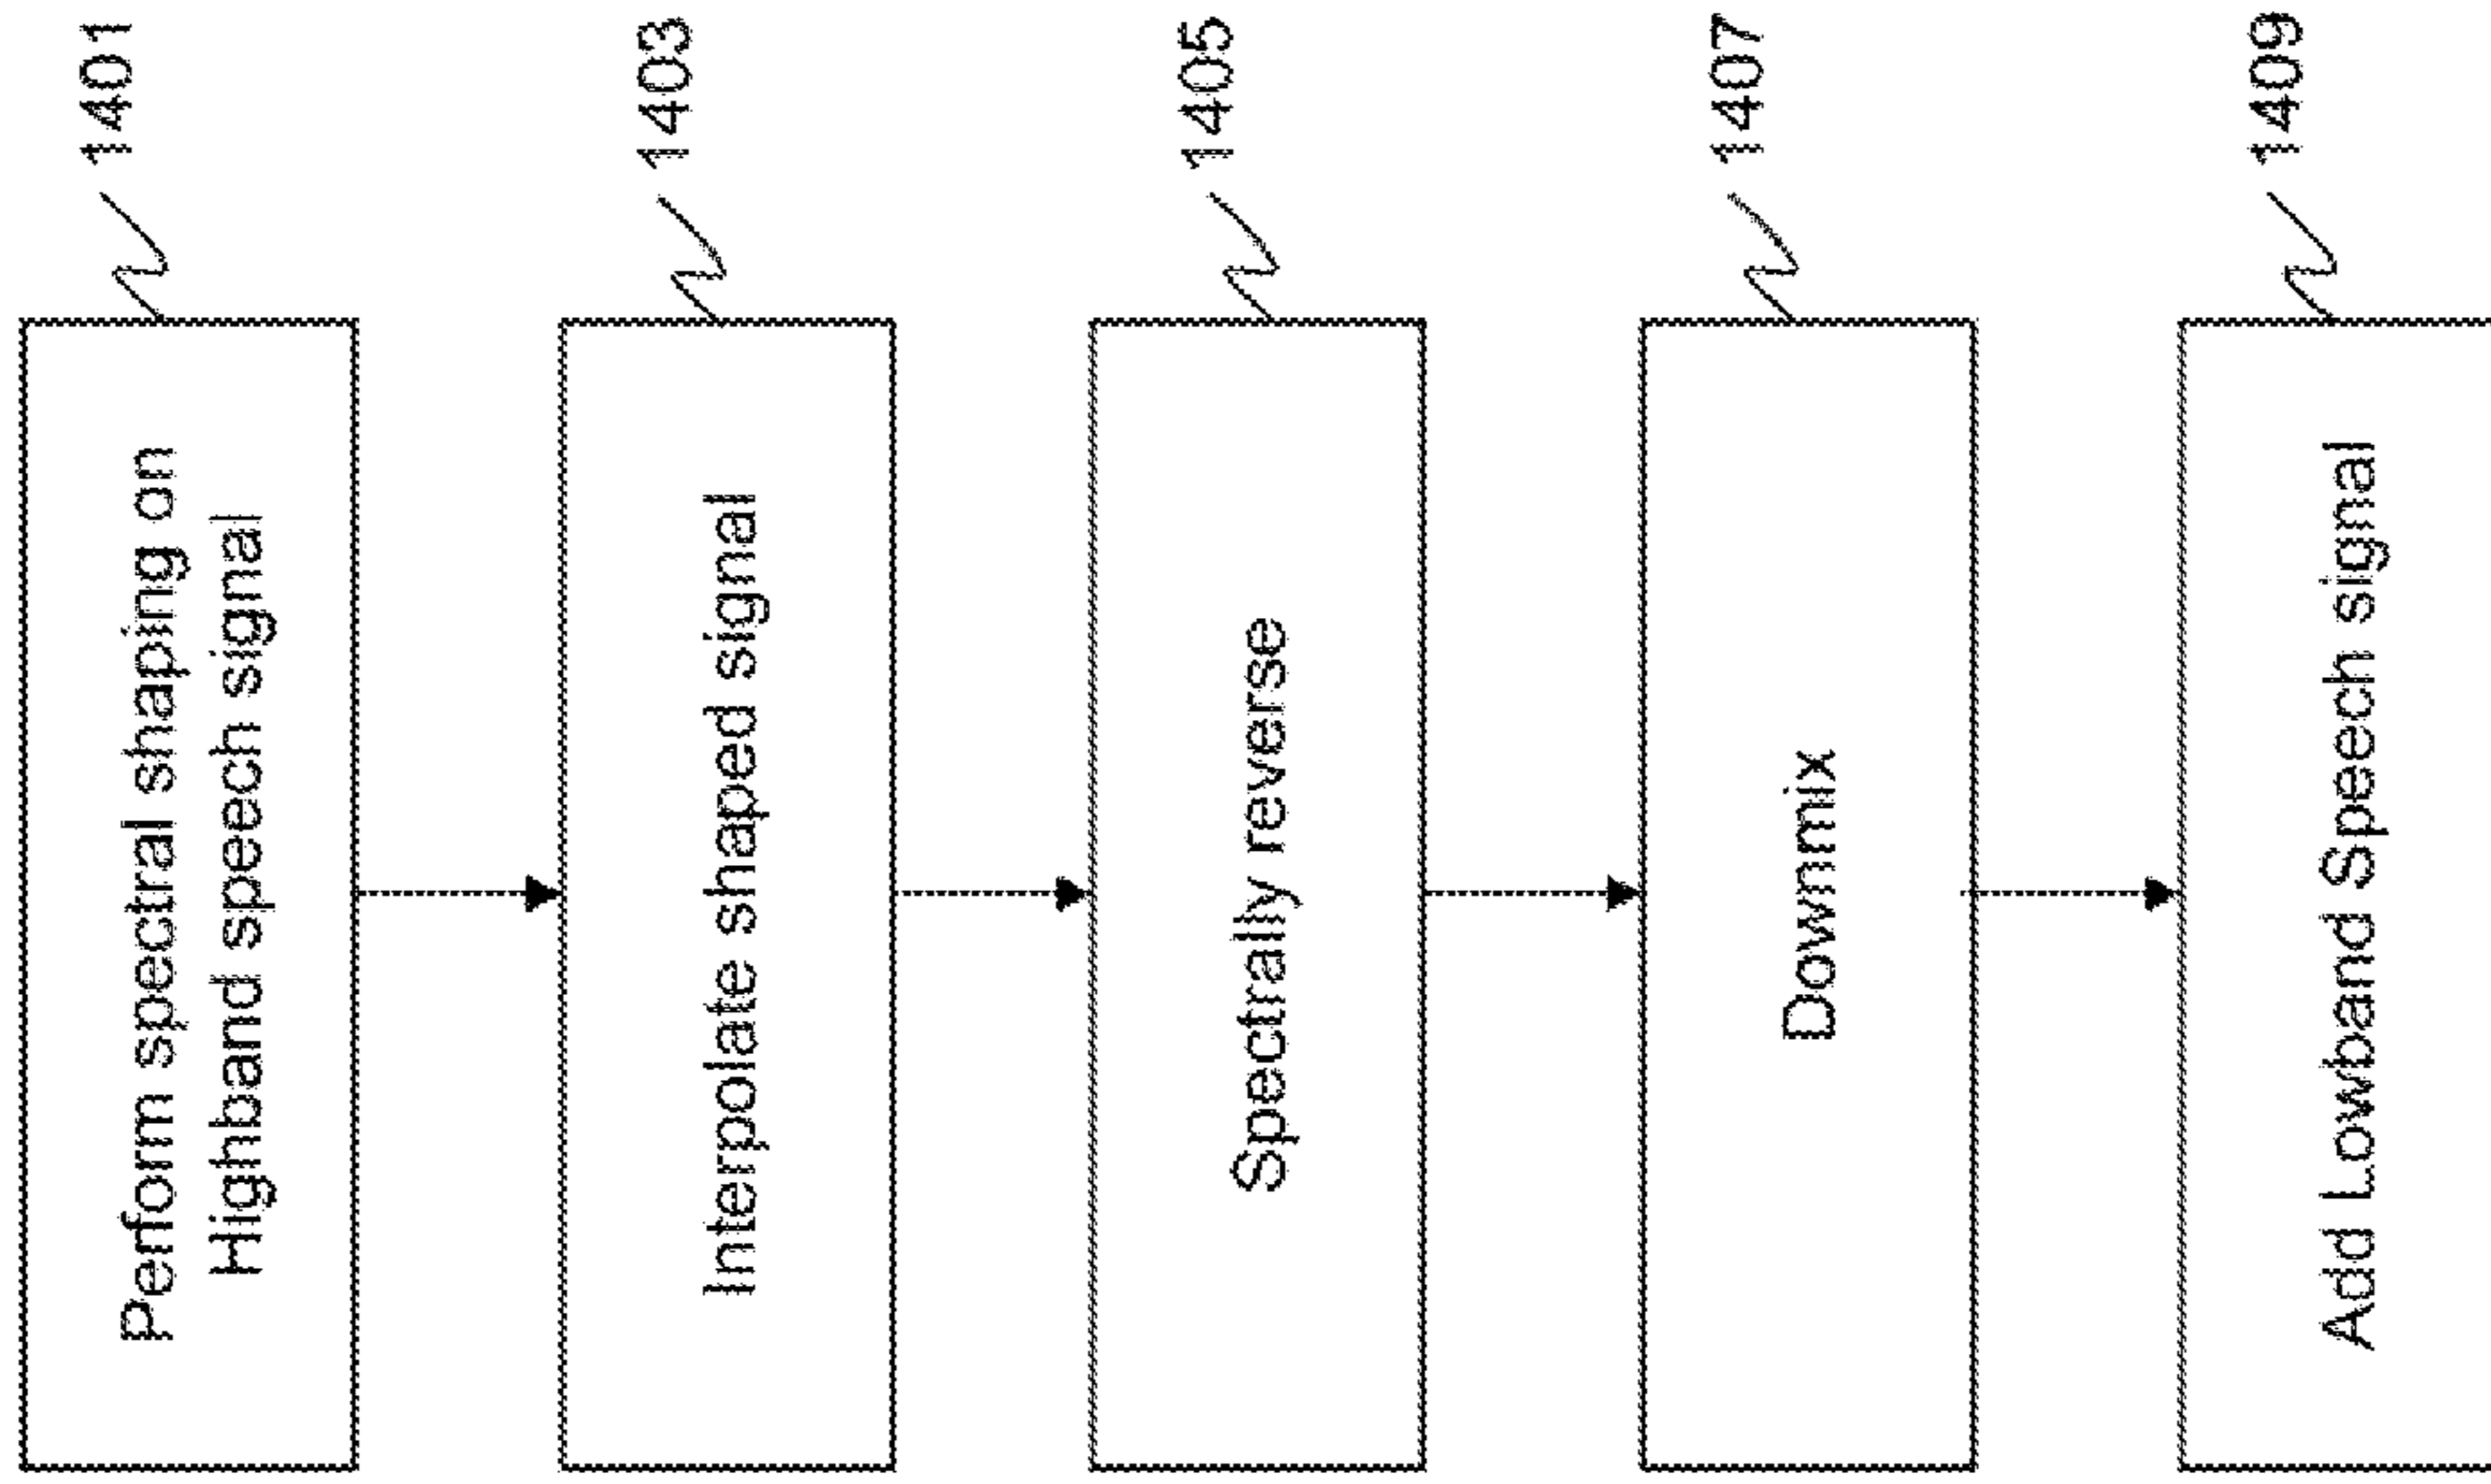 Perform spectral shaping on
Highband speech signal
1401
Interpolate shaped signal
1403
Spectrally reverse
1405
Downmix
1407
Add Lowband Speech signal
1409